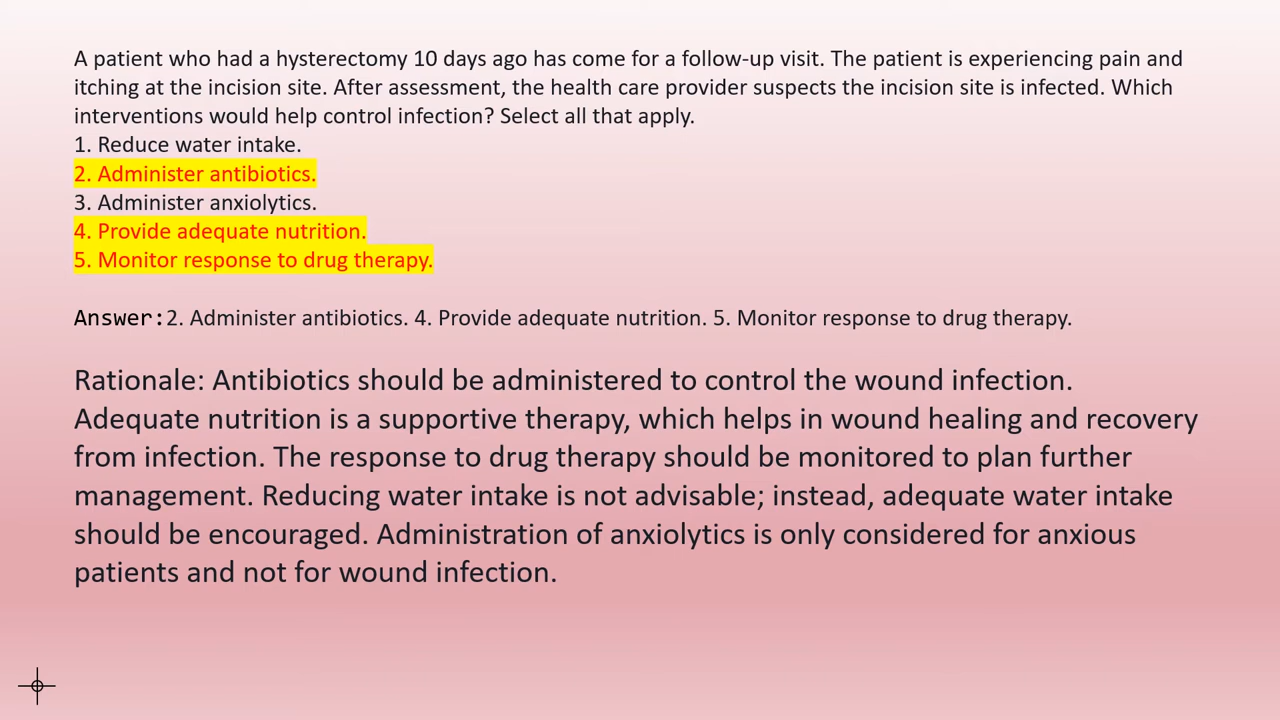 A patient who had a hysterectomy 10 days ago has come for a follow-up visit. The patient is experiencing pain and
itching at the incision site. After assessment, the health care provider suspects the incision site is infected. Which
interventions would help control infection? Select all that apply.
1. Reduce water intake.
2. Administer antibiotics.
3. Administer anxiolytics.
4. Provide adequate nutrition.
5. Monitor response to drug therapy.
Answer:2. Administer antibiotics. 4. Provide adequate nutrition. 5. Monitor response to drug therapy.
Rationale: Antibiotics should be administered to control the wound infection.
Adequate nutrition is a supportive therapy, which helps in wound healing and recovery
from infection. The response to drug therapy should be monitored to plan further
management. Reducing water intake is not advisable; instead, adequate water intake
should be encouraged. Administration of anxiolytics is only considered for anxious
patients and not for wound infection.